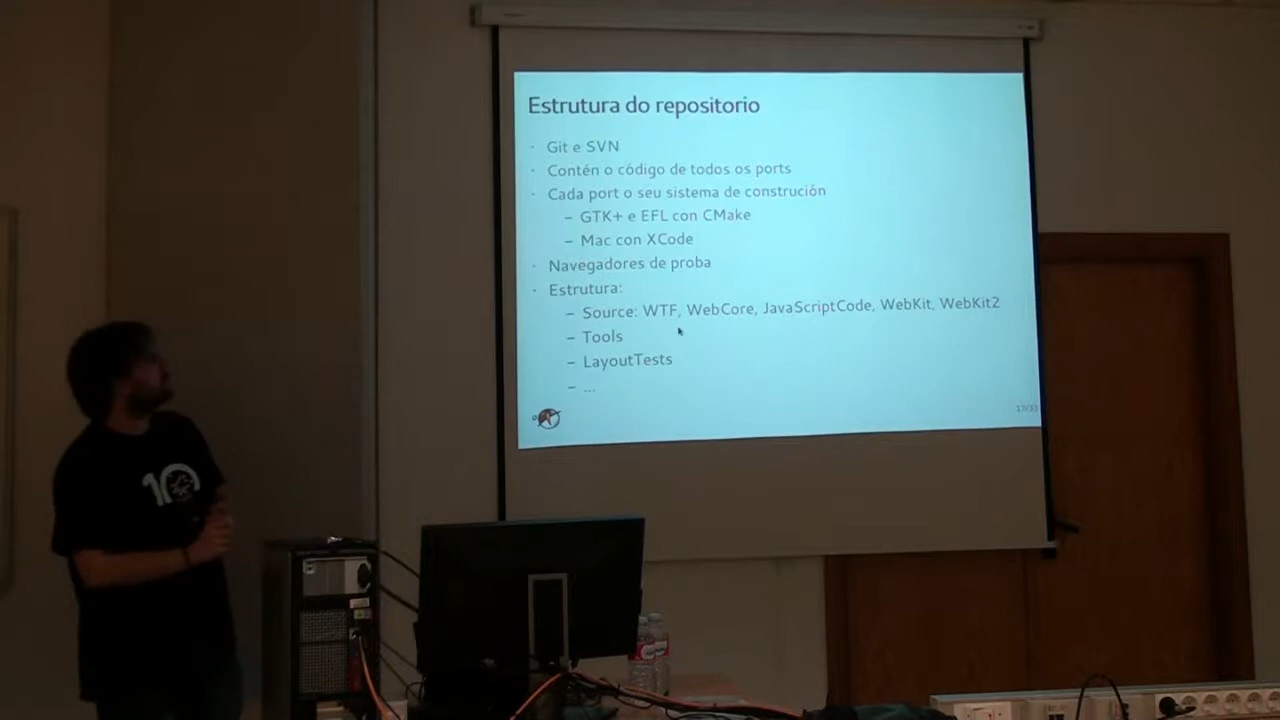 Estrutura do repositorio
· Git e SVN
· Contén o código de todos os ports
· Cada port o seu sistema de construción
– GTK+ e EFL con CMake
– Mac con XCode
· Navegadores de proba
· Estrutura:
– Source: WTF, WebCore, JavaScriptCode, WebKit, WebKit2
– Tools
– LayoutTests
– ...
10